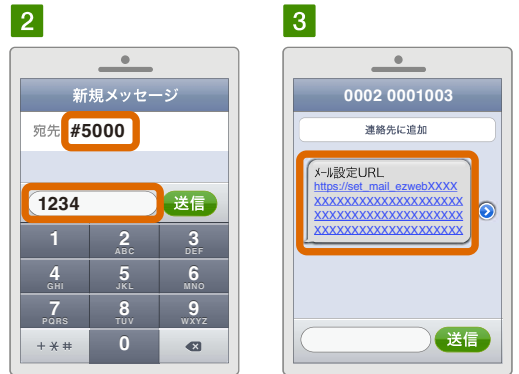 2
新規メッセージ
宛先 #5000
1234
送信
1
2
ABC
3
DEF
4
GHI
5
JKL
6
MNO
7
PQRS
8
TUV
9
WXYZ
+*#
0
3
0002 0001003
連絡先に追加
メール設定URL
https://set_mail_ezwebXXXX
XXXXXXXXXXXXXXXXXXXX
XXXXXXXXXXXXXXXXXXXX
XXXXXXXXXXXXXXXXXXXX
送信